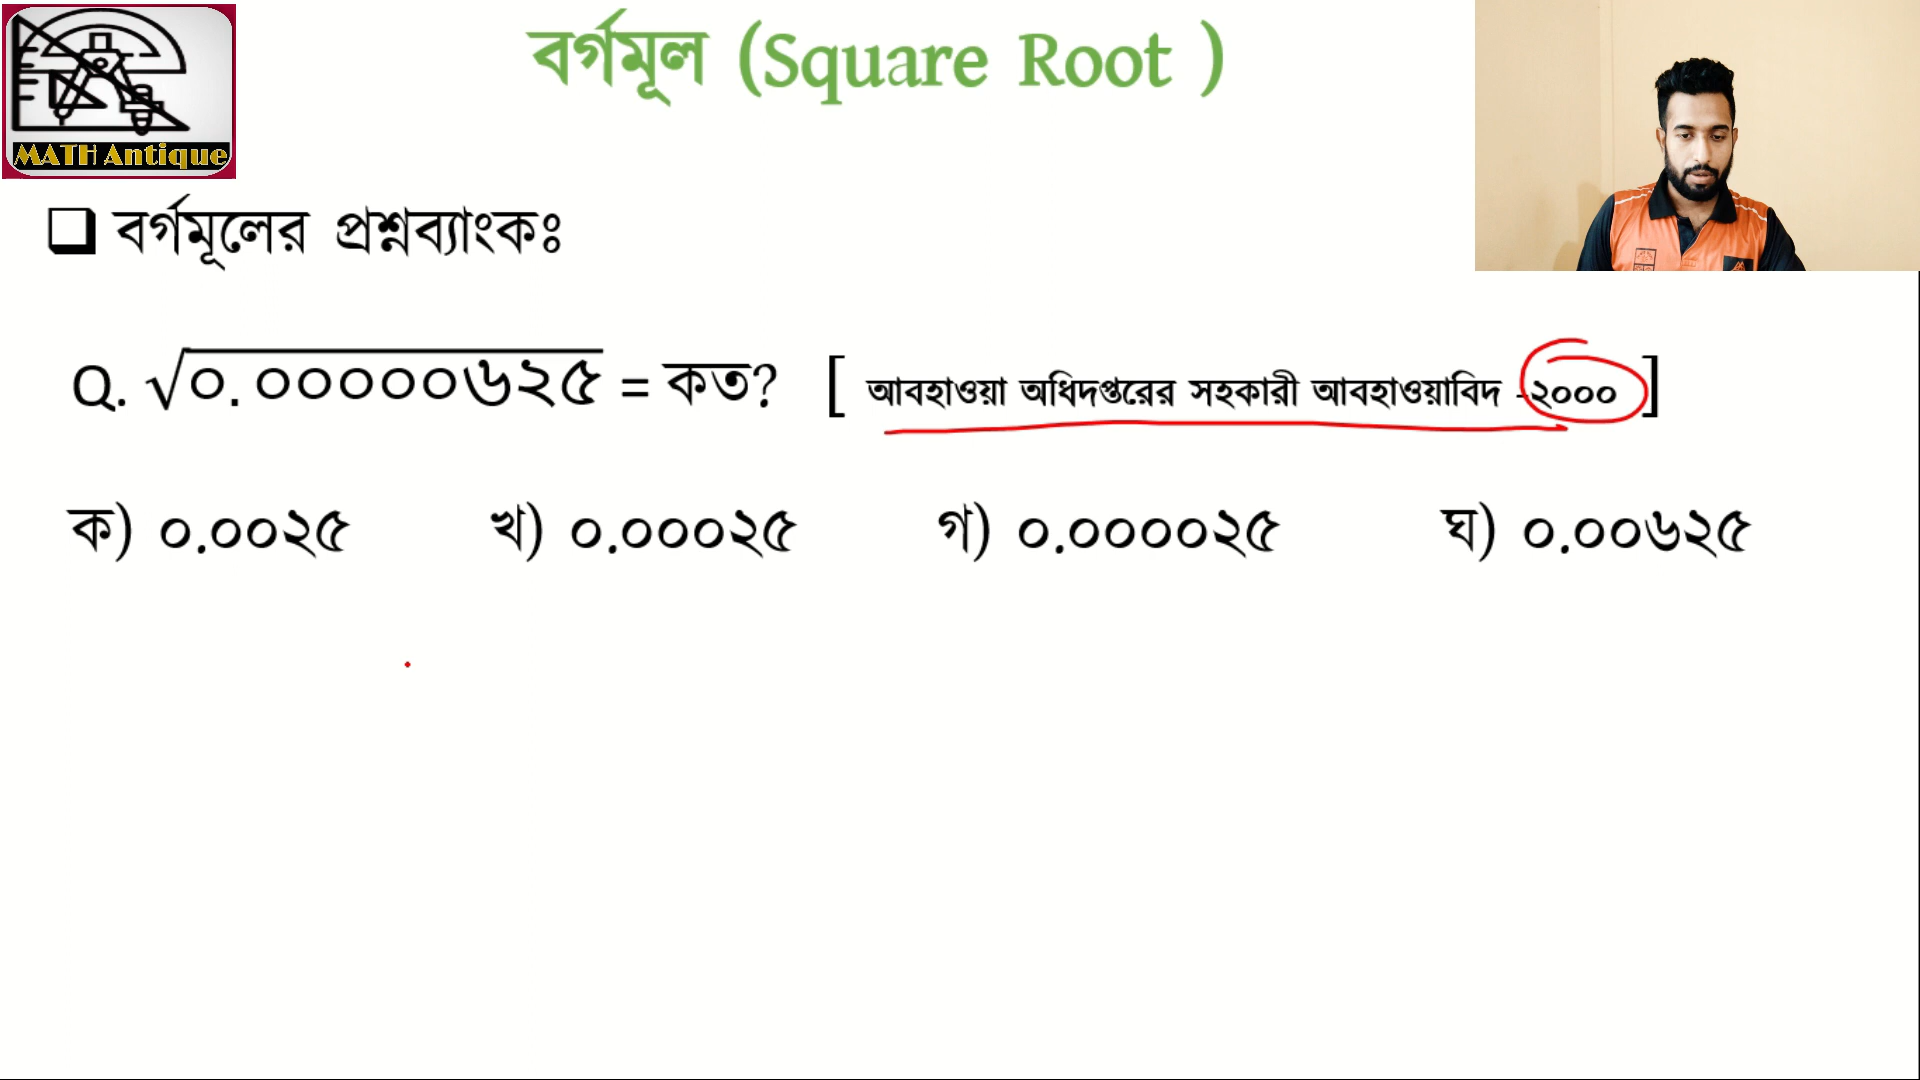 MATH Antique
বর্গমূল (Square Root )
❑ বর্গমূলের প্রশ্নব্যাংকঃ
Q. √০.০০০০০৬২৫ = কত? [ আবহাওয়া অধিদপ্তরের সহকারী আবহাওয়াবিদ -২০০০ ]
ক) ০.০০২৫ খ) ০.০০০২৫ গ) ০.০০০০২৫ ঘ) ০.০০৬২৫